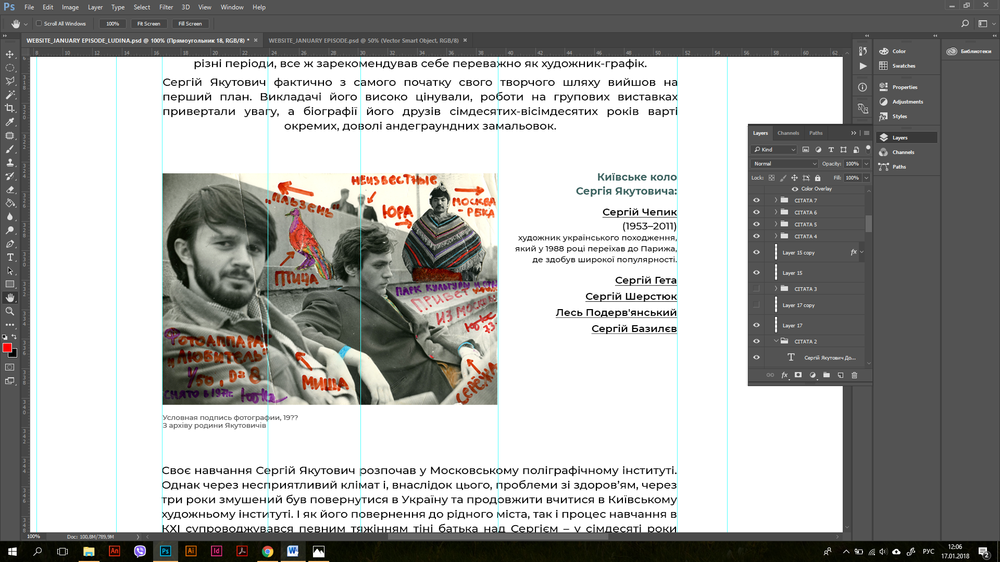 Ps File Edit Image Layer Type Select Filter 3D View Window Help
Scroll All Windows 100% Fit Screen Fill Screen
WEBSITE_JANUARY EPISODE_LUDINA.psd @ 100% (Прямоугольник 18, RGB/8) * × WEBSITE_JANUARY EPISODE.psd @ 50% (Vector Smart Object, RGB/8) ×
8 10 12 14 16 18 20 22 24 26 28 30 32 34 36 38 40 42 44 46 48 50 52 54 56 58 60 62
різні періоди, все ж зарекомендував себе переважно як художник-графік.
Сергій Якутович фактично з самого початку свого творчого шляху вийшов на
перший план. Викладачі його високо цінували, роботи на групових виставках
привертали увагу, а біографії його друзів сімдесятих-вісімдесятих років варті
окремих, доволі андеграундних замальовок.
НЕИЗВЕСТНЫЕ
"ПЛЬЗЕНЬ"
ЮРА
МОСКВА
- РЕКА
ПТИЧА
ПАРК КУЛЬТУРЫ И
ПРИВЕТ
ИЗ МОСКВЫ
73
ФОТОАППАРАТ
"ЛЮБИТЕЛЬ"
1/50, D=8
СНЯТО В 1971г.
МИША
СЕРЁЖА
Київське коло
Сергія Якутовича:
Сергій Чепик
(1953–2011)
художник українського походження,
який у 1988 році переїхав до Парижа,
де здобув широкої популярності.
Сергій Гета
Сергій Шерстюк
Лесь Подерв'янський
Сергій Базилєв
Условная подпись фотографии, 19??
З архіву родини Якутовичів
Своє навчання Сергій Якутович розпочав у Московському поліграфічному інституті.
Однак через несприятливий клімат і, внаслідок цього, проблеми зі здоров’ям, через
три роки змушений був повернутися в Україну та продовжити вчитися в Київському
художньому інституті. І як його повернення до рідного міста, так і процес навчання в
КХІ супроводжувався певним тяжінням тіні батька над Сергієм – у сімдесяті роки
Color
Swatches
Properties
Adjustments
Styles
Layers
Channels
Paths
Библиотеки
Layers Channels Paths
Kind
Normal Opacity: 100%
Lock: Fill: 100%
Color Overlay
CITATA 7
CITATA 6
CITATA 5
CITATA 4
Layer 15 copy fx
Layer 15
CITATA 3
Layer 17 copy
Layer 17
CITATA 2
T Сергій Якутович До...
fx
100% Doc: 100,8M/789,9M
An Ps Ai Id W РУС
12:06
17.01.2018
2